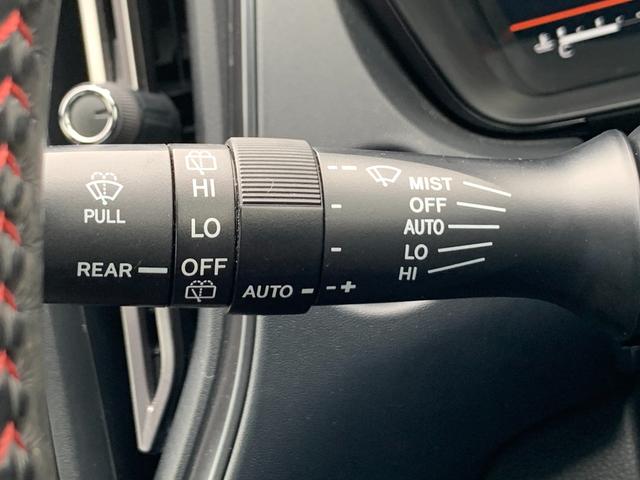 PULL
REAR
HI
LO
OFF
AUTO
- +
MIST
OFF
AUTO
LO
HI
C